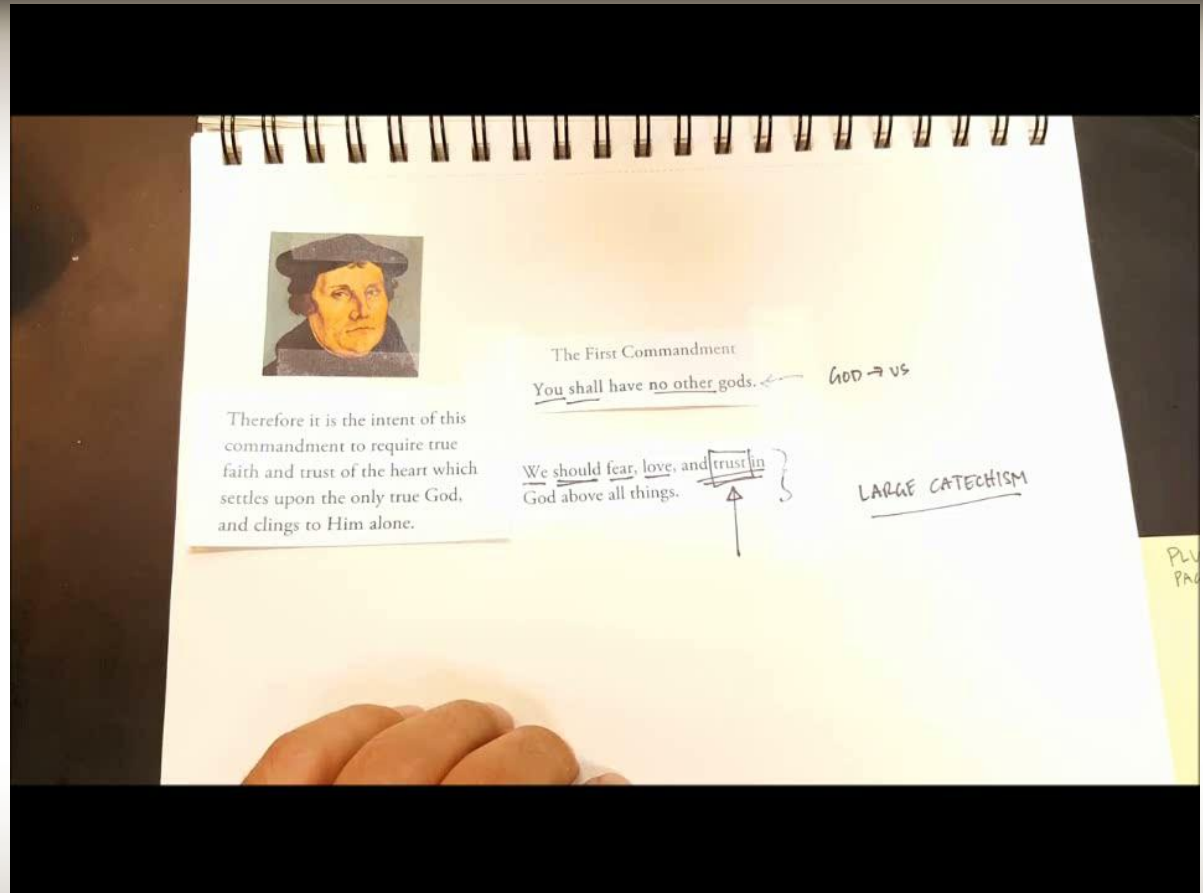 The First Commandment
You shall have no other gods.
GOD → US
Therefore it is the intent of this
commandment to require true
faith and trust of the heart which
settles upon the only true God,
and clings to Him alone.
We should fear, love, and trust in
God above all things.
LARGE CATECHISM